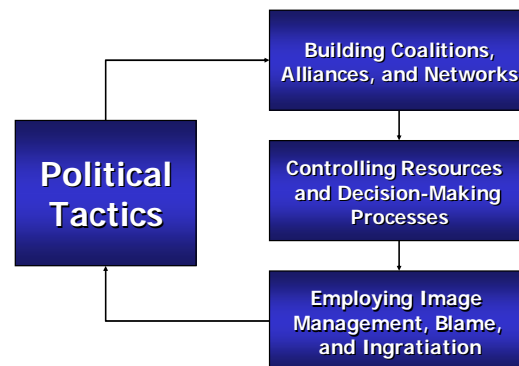 Building Coalitions,
Alliances, and Networks
Political
Tactics
Controlling Resources
and Decision-Making
Processes
Employing Image
Management, Blame,
and Ingratiation